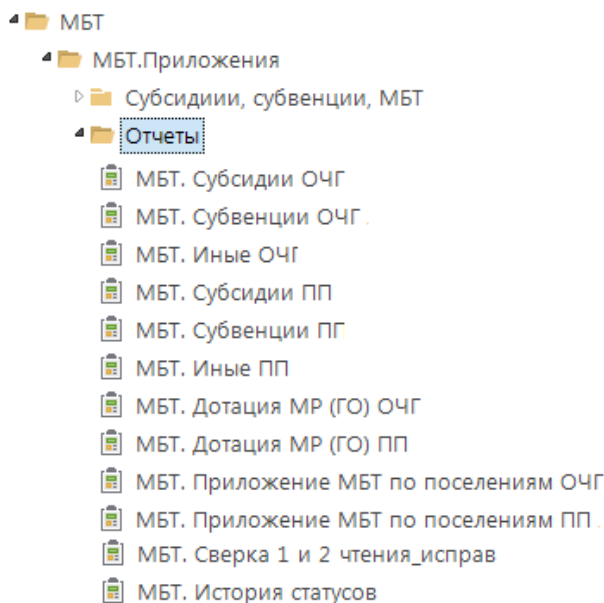 МБТ
МБТ.Приложения
Субсидиии, субвенции, МБТ
Отчеты
МБТ. Субсидии ОЧГ
МБТ. Субвенции ОЧГ
МБТ. Иные ОЧГ
МБТ. Субсидии ПП
МБТ. Субвенции ПГ
МБТ. Иные ПП
МБТ. Дотация МР (ГО) ОЧГ
МБТ. Дотация МР (ГО) ПП
МБТ. Приложение МБТ по поселениям ОЧГ
МБТ. Приложение МБТ по поселениям ПП
МБТ. Сверка 1 и 2 чтения_исправ
МБТ. История статусов